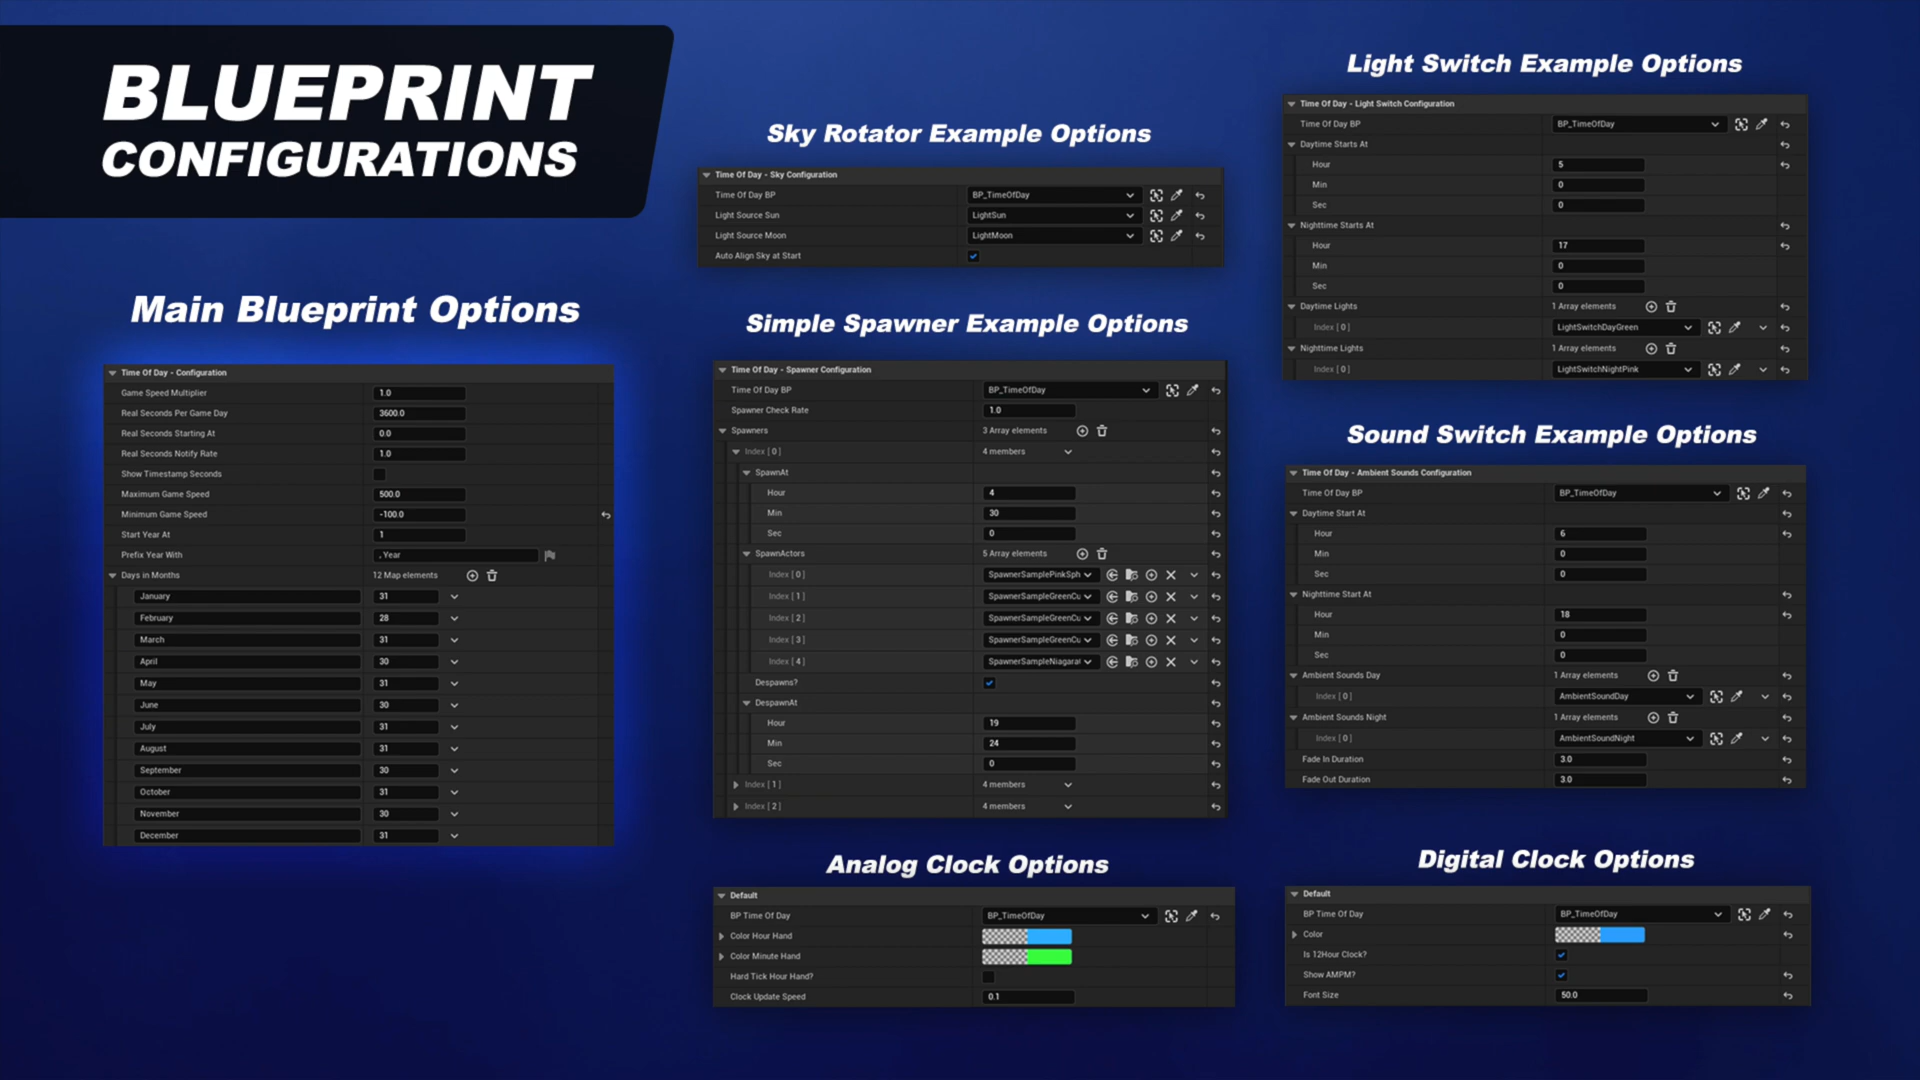 BLUEPRINT
CONFIGURATIONS
Main Blueprint Options
Time Of Day - Configuration
Game Speed Multiplier 1.0
Real Seconds Per Game Day 3600.0
Real Seconds Starting At 0.0
Real Seconds Notify Rate 1.0
Show Timestamp Seconds
Maximum Game Speed 500.0
Minimum Game Speed -100.0
Start Year At 1
Prefix Year With , Year
Days in Months 12 Map elements
January 31
February 28
March 31
April 30
May 31
June 30
July 31
August 31
September 30
October 31
November 30
December 31
Sky Rotator Example Options
Time Of Day - Sky Configuration
Time Of Day BP BP_TimeOfDay
Light Source Sun LightSun
Light Source Moon LightMoon
Auto Align Sky at Start
Simple Spawner Example Options
Time Of Day - Spawner Configuration
Time Of Day BP BP_TimeOfDay
Spawner Check Rate 1.0
Spawners 3 Array elements
Index [ 0 ] 4 members
SpawnAt
Hour 4
Min 30
Sec 0
SpawnActors 5 Array elements
Index [ 0 ] SpawnerSamplePinkSph
Index [ 1 ] SpawnerSampleGreenCu
Index [ 2 ] SpawnerSampleGreenCu
Index [ 3 ] SpawnerSampleGreenCu
Index [ 4 ] SpawnerSampleNiagara
Despawns?
DespawnAt
Hour 19
Min 24
Sec 0
Index [ 1 ] 4 members
Index [ 2 ] 4 members
Analog Clock Options
Default
BP Time Of Day BP_TimeOfDay
Color Hour Hand
Color Minute Hand
Hard Tick Hour Hand?
Clock Update Speed 0.1
Light Switch Example Options
Time Of Day - Light Switch Configuration
Time Of Day BP BP_TimeOfDay
Daytime Starts At
Hour 5
Min 0
Sec 0
Nighttime Starts At
Hour 17
Min 0
Sec 0
Daytime Lights 1 Array elements
Index [ 0 ] LightSwitchDayGreen
Nighttime Lights 1 Array elements
Index [ 0 ] LightSwitchNightPink
Sound Switch Example Options
Time Of Day - Ambient Sounds Configuration
Time Of Day BP BP_TimeOfDay
Daytime Start At
Hour 6
Min 0
Sec 0
Nighttime Start At
Hour 18
Min 0
Sec 0
Ambient Sounds Day 1 Array elements
Index [ 0 ] AmbientSoundDay
Ambient Sounds Night 1 Array elements
Index [ 0 ] AmbientSoundNight
Fade In Duration 3.0
Fade Out Duration 3.0
Digital Clock Options
Default
BP Time Of Day BP_TimeOfDay
Color
Is 12Hour Clock?
Show AMPM?
Font Size 50.0